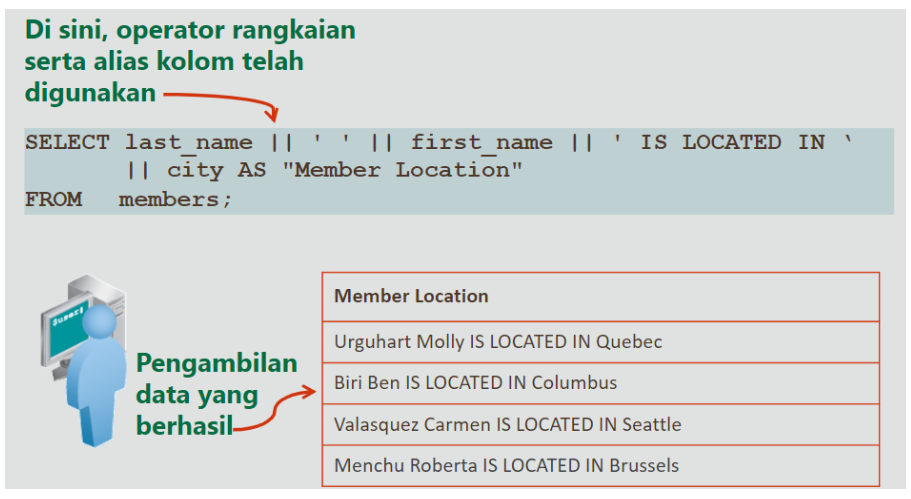 Di sini, operator rangkaian
serta alias kolom telah
digunakan
SELECT last_name || ' ' || first_name || ' IS LOCATED IN `
|| city AS "Member Location"
FROM members;
Member Location
Urguhart Molly IS LOCATED IN Quebec
Biri Ben IS LOCATED IN Columbus
Valasquez Carmen IS LOCATED IN Seattle
Menchu Roberta IS LOCATED IN Brussels
Pengambilan
data yang
berhasil